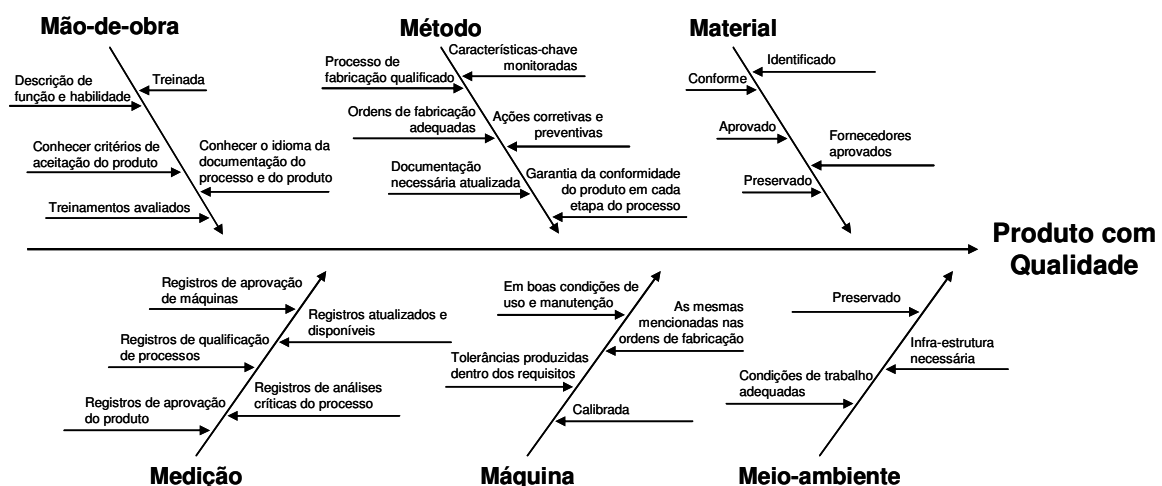 Mão-de-obra
Descrição de
função e habilidade
Treinada
Conhecer critérios de
aceitação do produto
Conhecer o idioma da
documentação do
processo e do produto
Treinamentos avaliados
Método
Processo de
fabricação qualificado
Características-chave
monitoradas
Ordens de fabricação
adequadas
Ações corretivas e
preventivas
Documentação
necessária atualizada
Garantia da conformidade
do produto em cada
etapa do processo
Material
Identificado
Conforme
Aprovado
Fornecedores
aprovados
Preservado
Produto com
Qualidade
Registros de aprovação
de máquinas
Registros atualizados e
disponíveis
Registros de qualificação
de processos
Registros de análises
críticas do processo
Registros de aprovação
do produto
Medição
Em boas condições de
uso e manutenção
As mesmas
mencionadas nas
ordens de fabricação
Tolerâncias produzidas
dentro dos requisitos
Calibrada
Máquina
Preservado
Infra-estrutura
necessária
Condições de trabalho
adequadas
Meio-ambiente